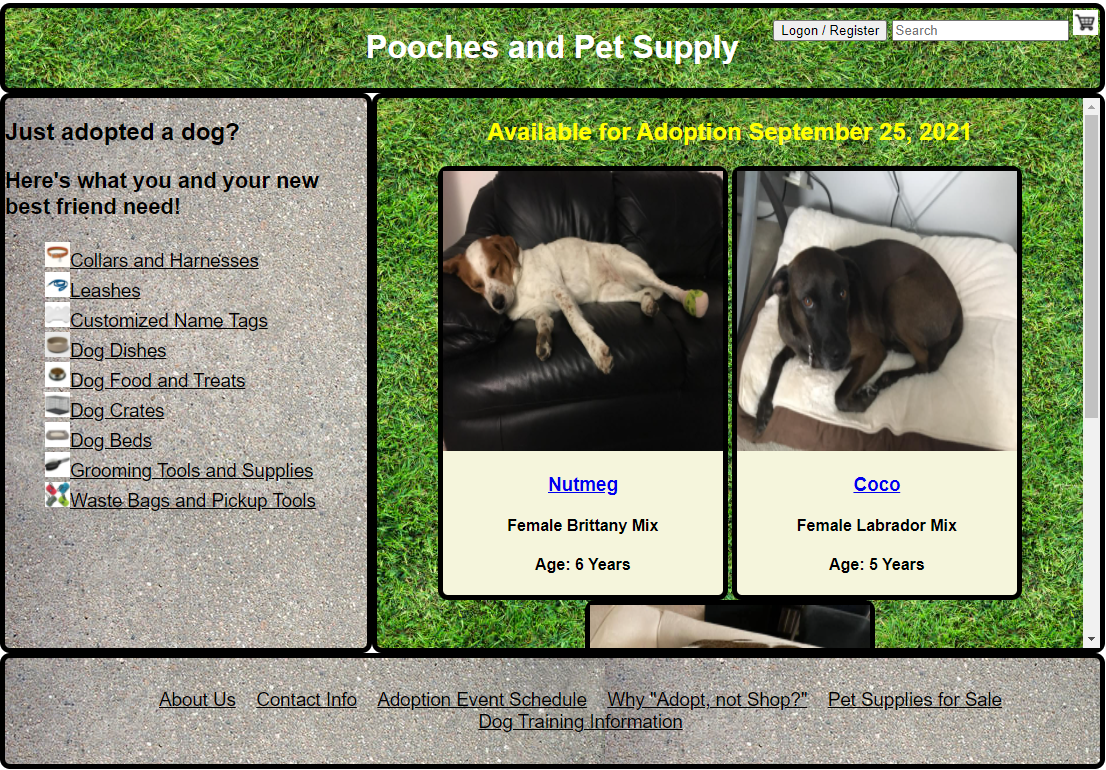 Pooches and Pet Supply
Logon / Register
Search
Just adopted a dog?
Here's what you and your new
best friend need!
Collars and Harnesses
Leashes
Customized Name Tags
Dog Dishes
Dog Food and Treats
Dog Crates
Dog Beds
Grooming Tools and Supplies
Waste Bags and Pickup Tools
Available for Adoption September 25, 2021
Nutmeg
Female Brittany Mix
Age: 6 Years
Coco
Female Labrador Mix
Age: 5 Years
About Us Contact Info Adoption Event Schedule Why "Adopt, not Shop?" Pet Supplies for Sale
Dog Training Information